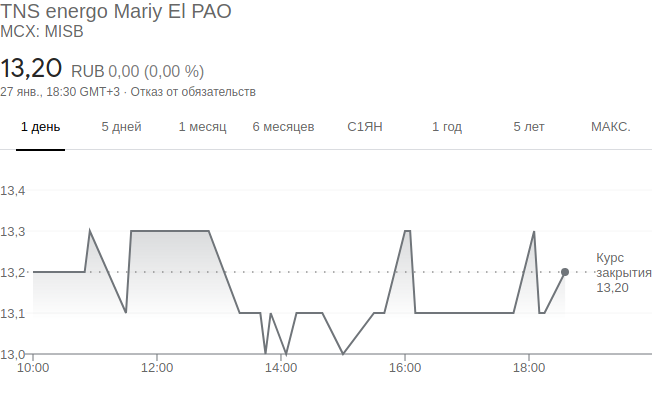 TNS energo Mariy El PAO
MCX: MISB
13,20 RUB 0,00 (0,00 %)
27 янв., 18:30 GMT+3 · Отказ от обязательств
1 день 5 дней 1 месяц 6 месяцев С1ЯН 1 год 5 лет МАКС.
13,4
13,3
13,2
13,1
13,0
Курс
закрытия
13,20
10:00 12:00 14:00 16:00 18:00